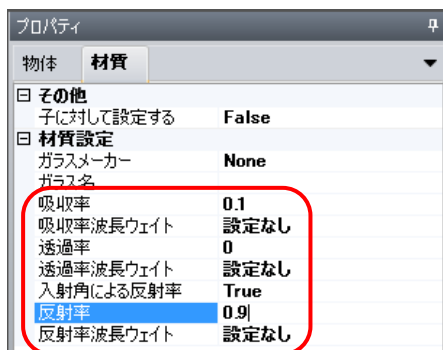 プロパティ
物体 材質
その他
子に対して設定する False
材質設定
ガラスメーカー None
ガラス名
吸収率 0.1
吸収率波長ウェイト 設定なし
透過率 0
透過率波長ウェイト 設定なし
入射角による反射率 True
反射率 0.9
反射率波長ウェイト 設定なし